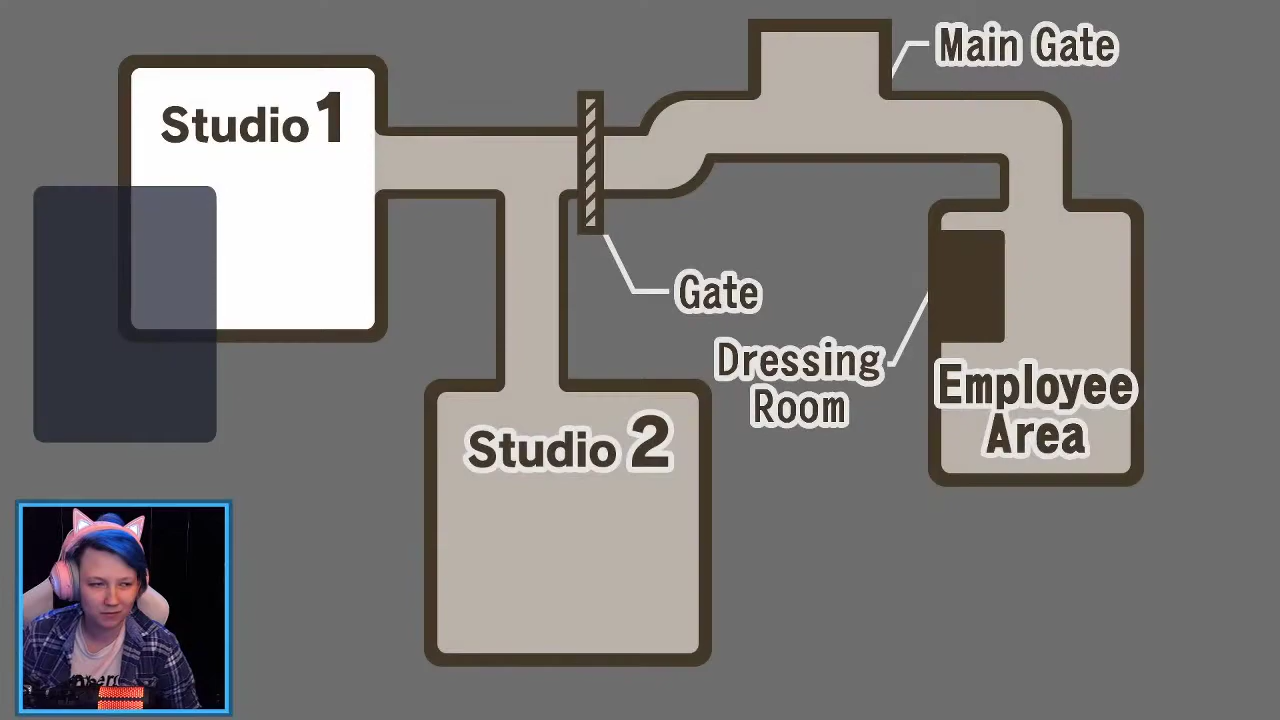 Main Gate
Studio 1
Gate
Dressing
Room
Employee
Area
Studio 2